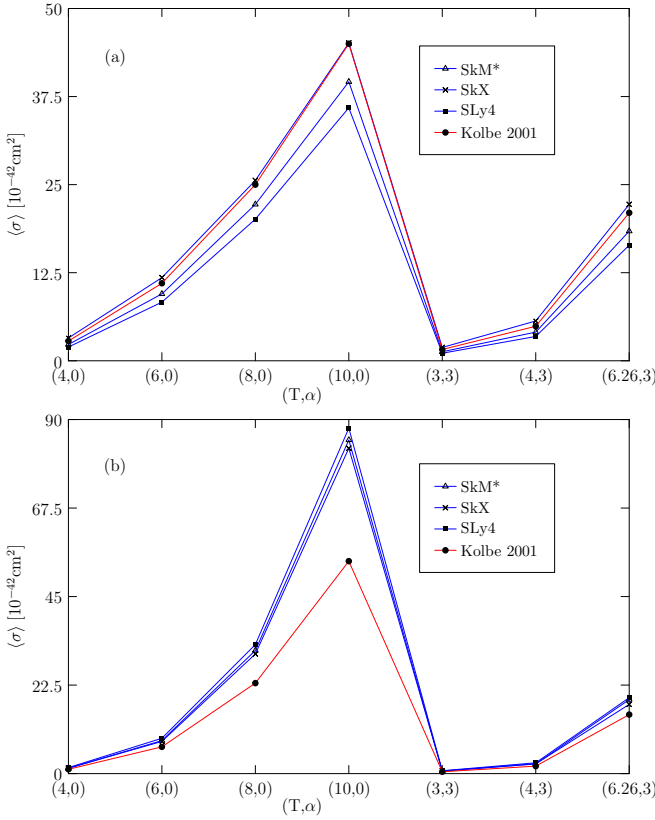 50
37.5
25
12.5
0
⟨σ⟩ [10⁻⁴²cm²]
(a)
SkM*
SkX
SLy4
Kolbe 2001
(4,0) (6,0) (8,0) (10,0) (3,3) (4,3) (6.26,3)
(T,α)
90
67.5
45
22.5
0
⟨σ⟩ [10⁻⁴²cm²]
(b)
SkM*
SkX
SLy4
Kolbe 2001
(4,0) (6,0) (8,0) (10,0) (3,3) (4,3) (6.26,3)
(T,α)